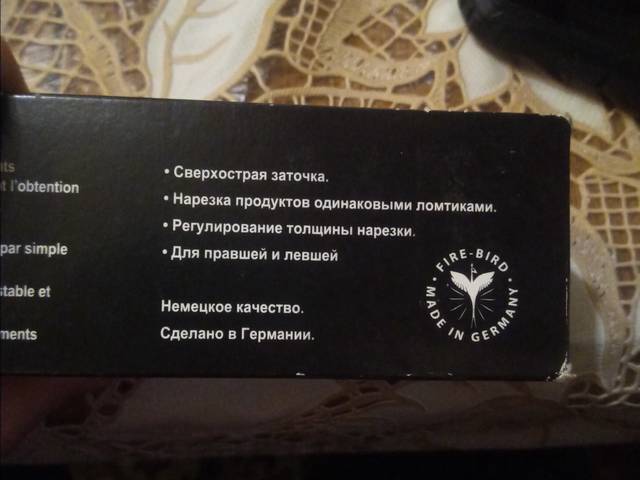 nts
t l'obtention
par simple
stable et
ments
• Сверхострая заточка.
• Нарезка продуктов одинаковыми ломтиками.
• Регулирование толщины нарезки.
• Для правшей и левшей
Немецкое качество.
Сделано в Германии.
• FIRE-BIRD •
MADE IN GERMANY